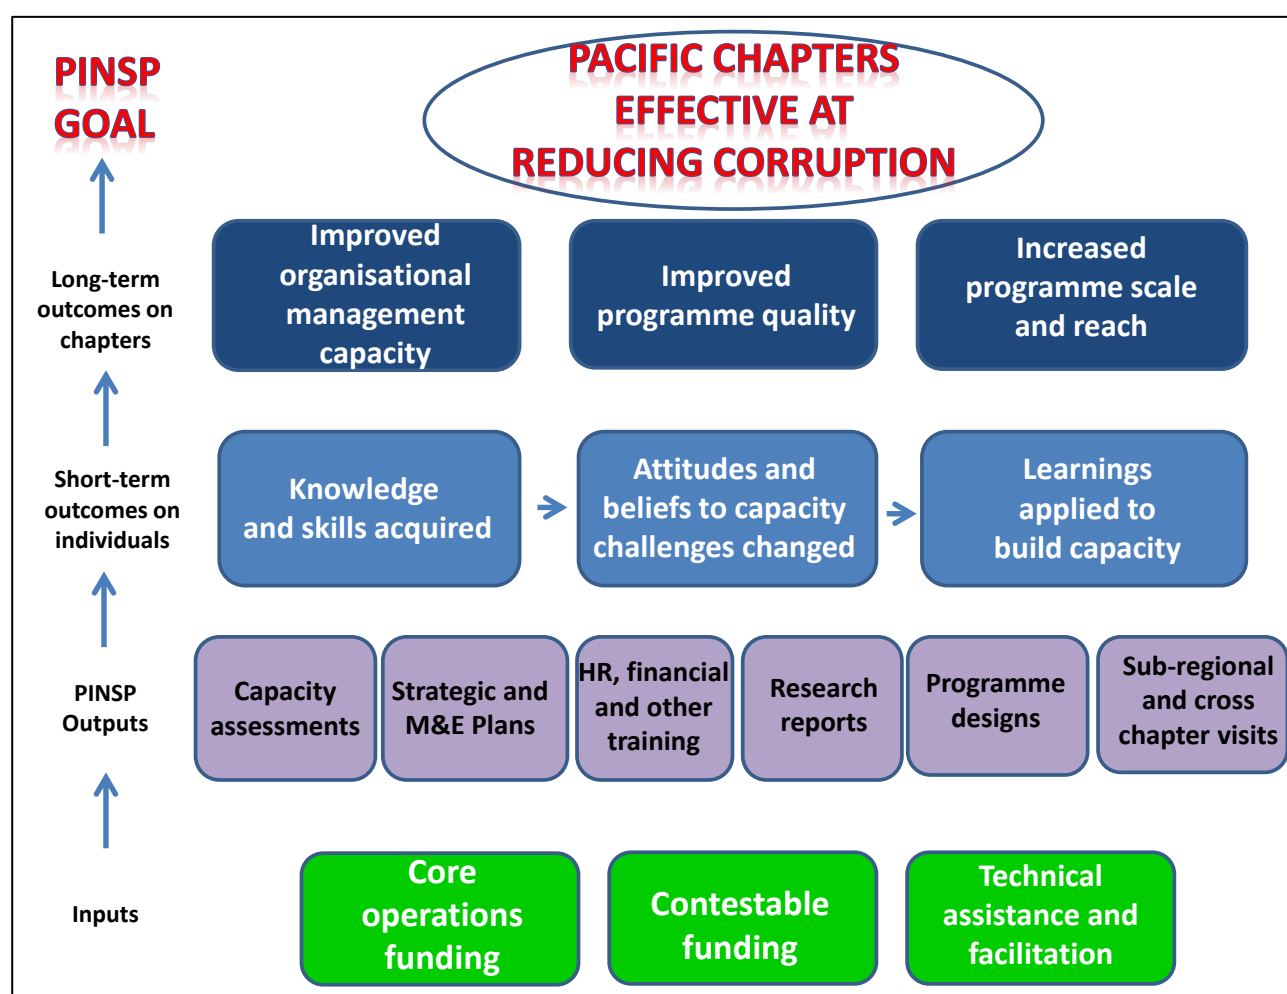 PINSP
GOAL
PACIFIC CHAPTERS
EFFECTIVE AT
REDUCING CORRUPTION
Long-term
outcomes on
chapters
Improved
organisational
management
capacity
Improved
programme quality
Increased
programme scale
and reach
Short-term
outcomes on
individuals
Knowledge
and skills acquired
Attitudes and
beliefs to capacity
challenges changed
Learnings
applied to
build capacity
PINSP
Outputs
Capacity
assessments
Strategic and
M&E Plans
HR, financial
and other
training
Research
reports
Programme
designs
Sub-regional
and cross
chapter visits
Inputs
Core
operations
funding
Contestable
funding
Technical
assistance and
facilitation